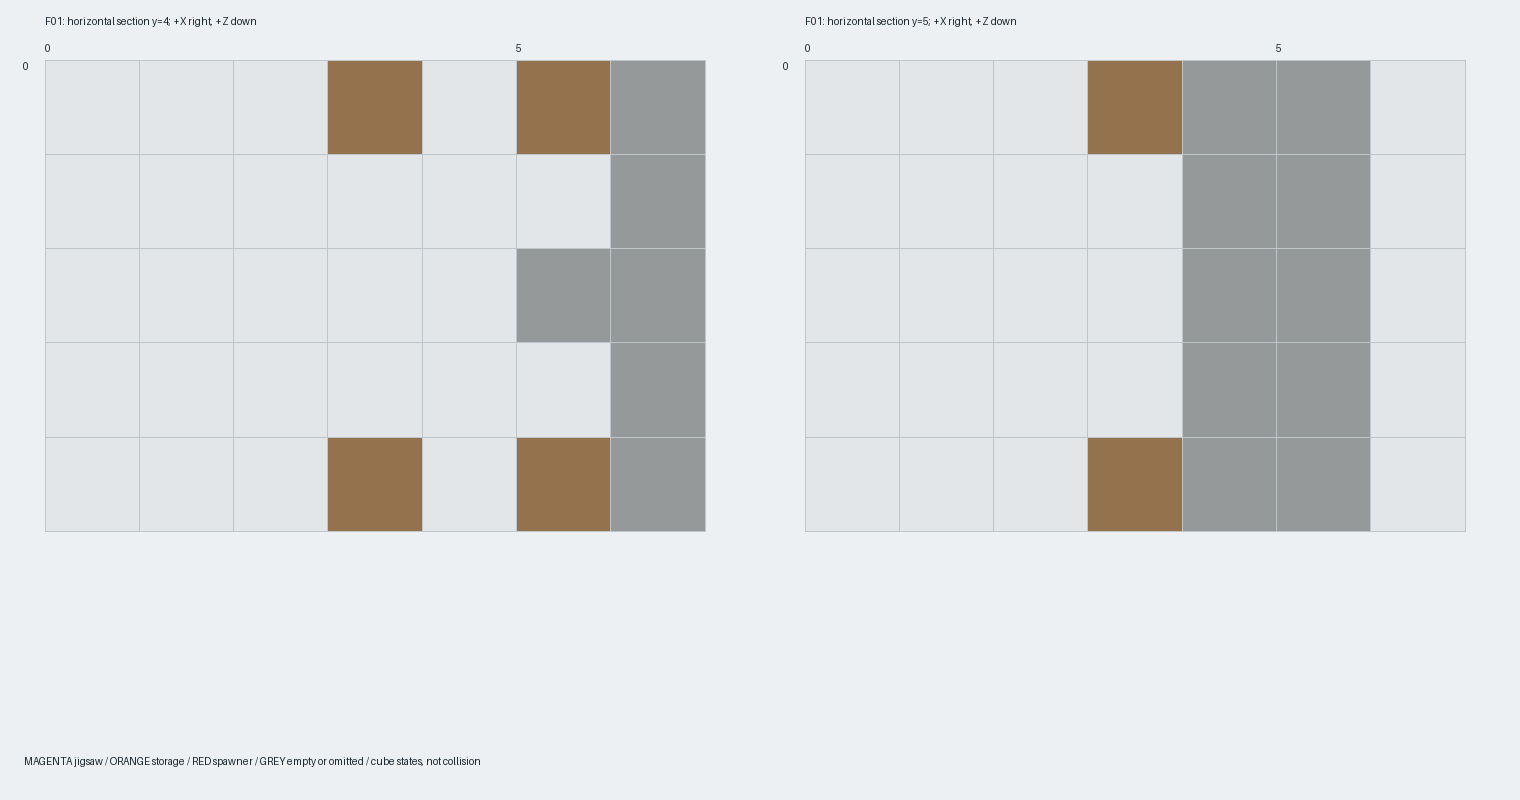 F01: horizontal section y=4; +X right, +Z down
F01: horizontal section y=5; +X right, +Z down
0 5
0 5
0
0
MAGENTA jigsaw / ORANGE storage / RED spawner / GREY empty or omitted / cube states, not collision